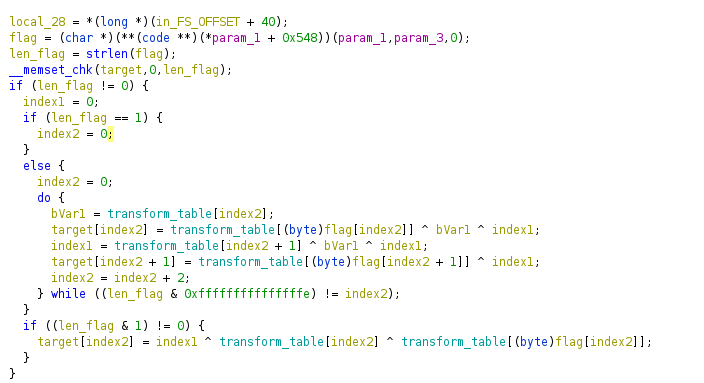 local_28 = *(long *)(in_FS_OFFSET + 40);
flag = (char *)(**(code **)(*param_1 + 0x548))(param_1,param_3,0);
len_flag = strlen(flag);
__memset_chk(target,0,len_flag);
if (len_flag != 0) {
  index1 = 0;
  if (len_flag == 1) {
    index2 = 0;
  }
  else {
    index2 = 0;
    do {
      bVar1 = transform_table[index2];
      target[index2] = transform_table[(byte)flag[index2]] ^ bVar1 ^ index1;
      index1 = transform_table[index2 + 1] ^ bVar1 ^ index1;
      target[index2 + 1] = transform_table[(byte)flag[index2 + 1]] ^ index1;
      index2 = index2 + 2;
    } while ((len_flag & 0xfffffffffffffffe) != index2);
  }
  if ((len_flag & 1) != 0) {
    target[index2] = index1 ^ transform_table[index2] ^ transform_table[(byte)flag[index2]];
  }
}